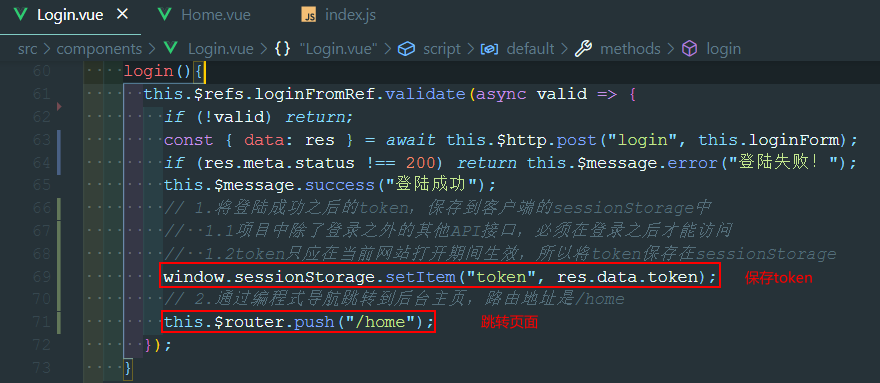 Login.vue Home.vue JS index.js
src > components > Login.vue > {} "Login.vue" > script > default > methods > login
60 login(){
61 this.$refs.loginFromRef.validate(async valid => {
62 if (!valid) return;
63 const { data: res } = await this.$http.post("login", this.loginForm);
64 if (res.meta.status !== 200) return this.$message.error("登陆失败！");
65 this.$message.success("登陆成功");
66 // 1.将登陆成功之后的token，保存到客户端的sessionStorage中
67 // 1.1项目中除了登录之外的其他API接口，必须在登录之后才能访问
68 // 1.2token只应在当前网站打开期间生效，所以将token保存在sessionStorage
69 window.sessionStorage.setItem("token", res.data.token); 保存token
70 // 2.通过编程式导航跳转到后台主页，路由地址是/home
71 this.$router.push("/home"); 跳转页面
72 });
73 }